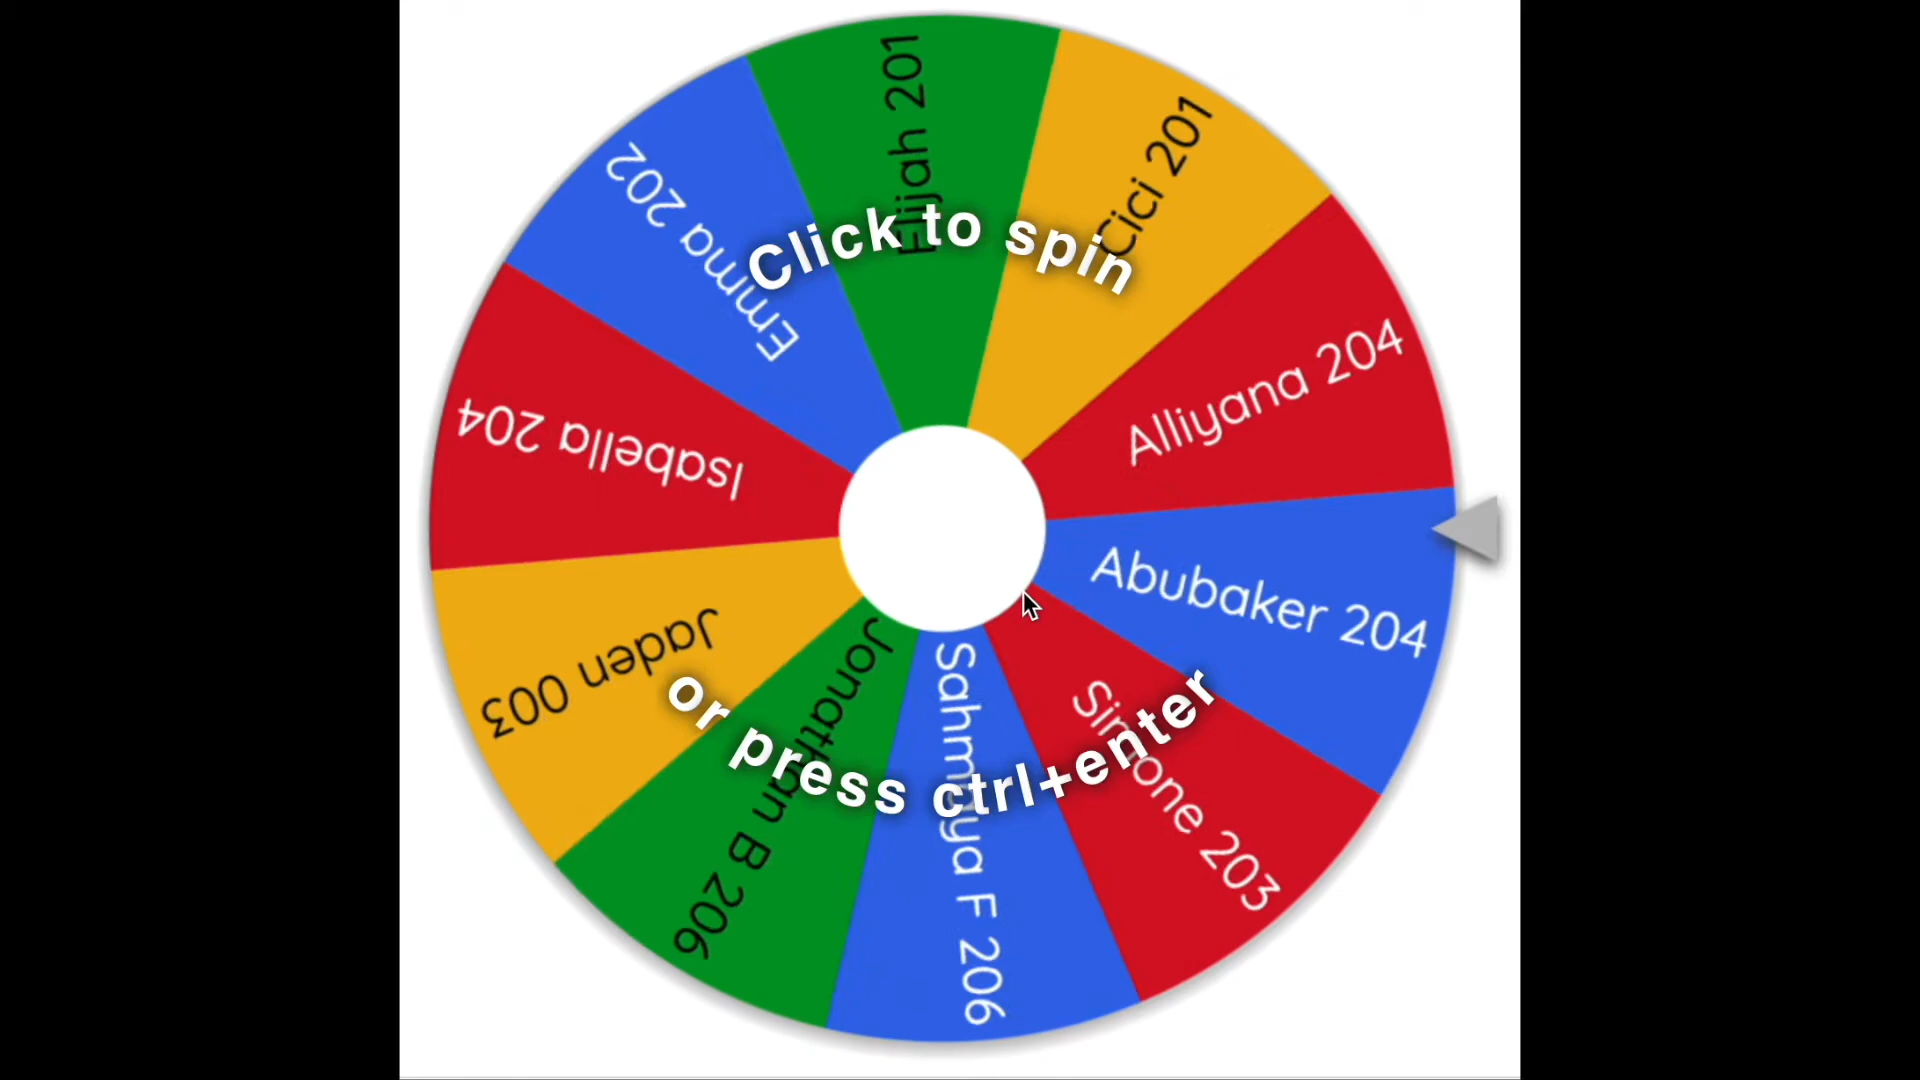 Elijah 201
Cici 201
Alliyana 204
Abubaker 204
Simone 203
Sahmaya F 206
Jonathan B 206
Jaden 003
Isabella 204
Emma 202
Click to spin
or press ctrl+enter